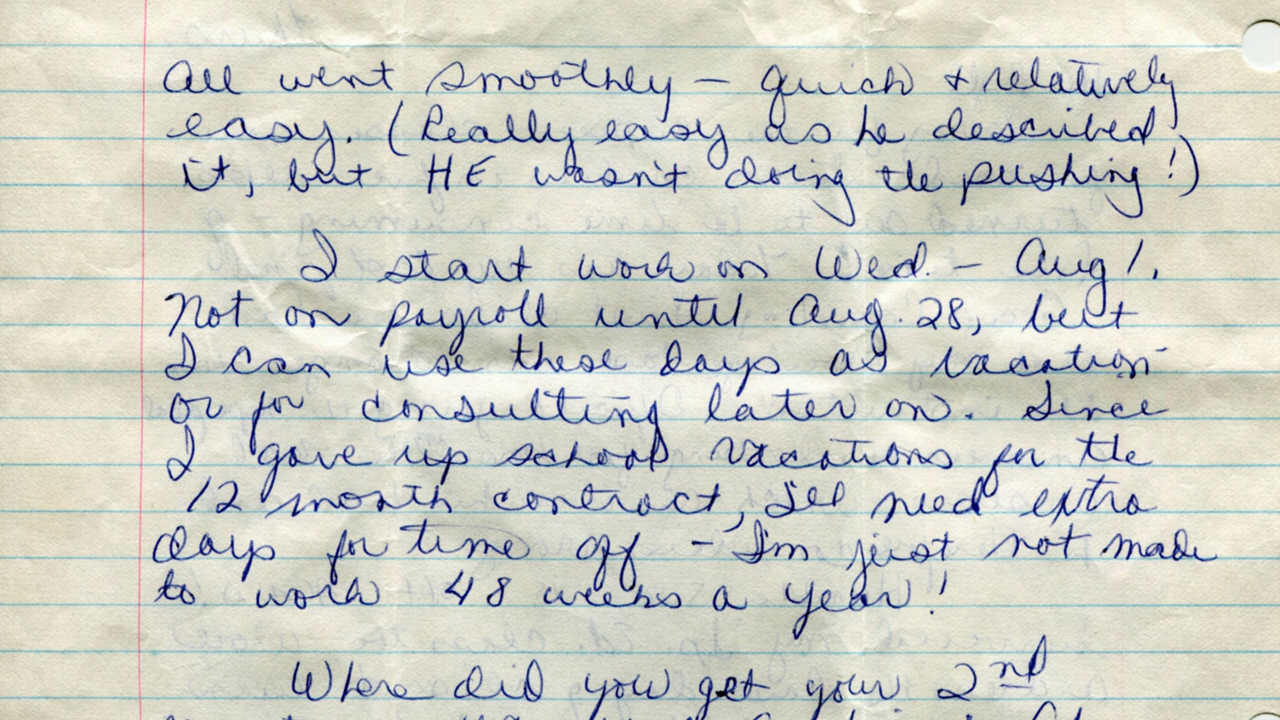 All went smoothly – quick + relatively
easy. (Really easy as he described
it, but HE wasn't doing the pushing!)
I start work on Wed. – Aug 1.
Not on payroll until Aug. 28, but
I can use these days as vacation
or for consulting later on. Since
I gave up school vacations for the
12 month contract, I'll need extra
days for time off – I'm just not made
to work 48 weeks a year!
Where did you get your 2nd